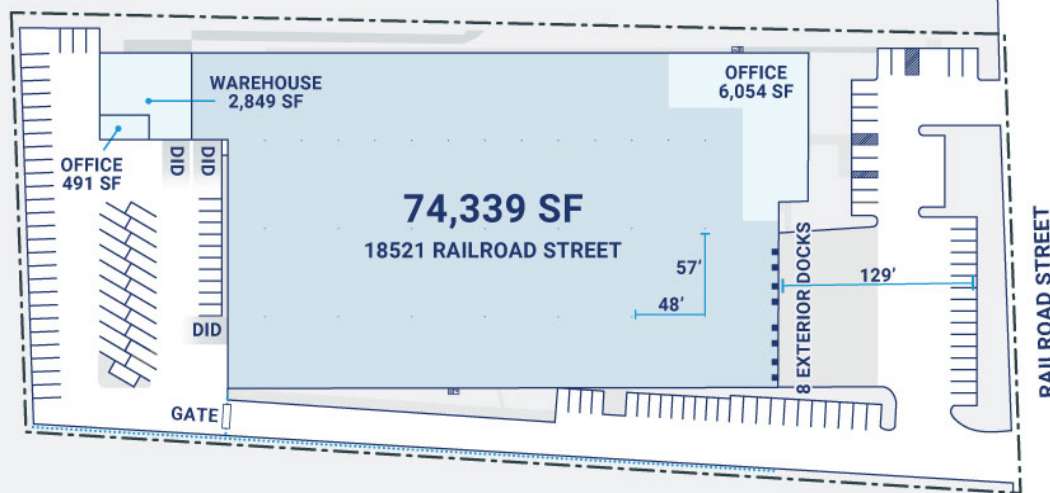 WAREHOUSE
2,849 SF
OFFICE
6,054 SF
OFFICE
491 SF
DID
DID
74,339 SF
18521 RAILROAD STREET
57'
48'
8 EXTERIOR DOCKS
129'
RAILROAD STREET
DID
GATE